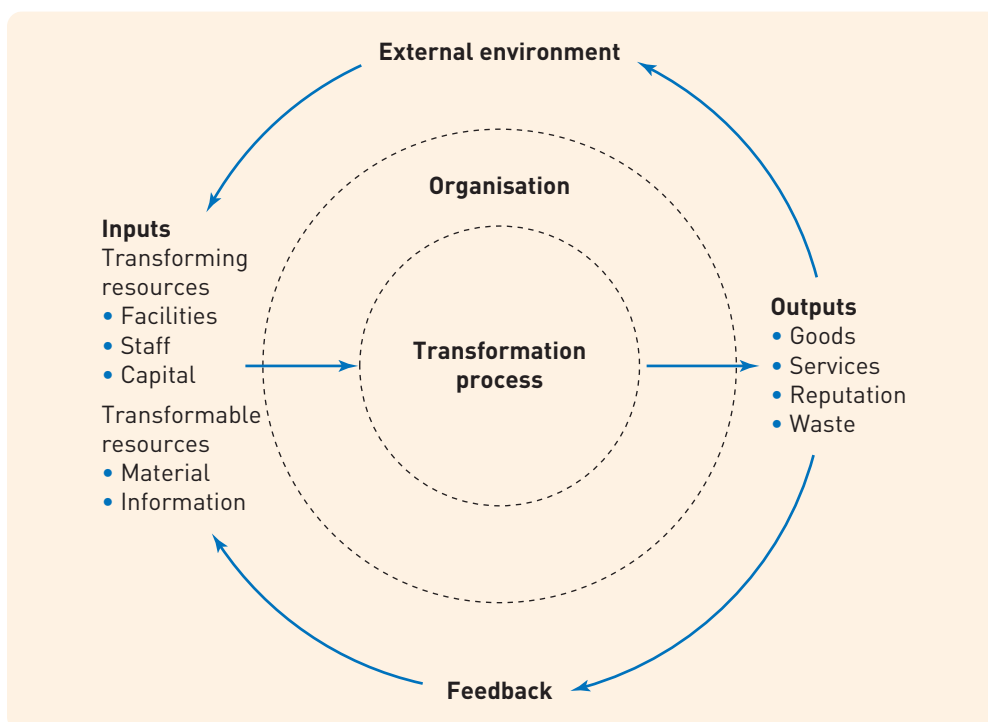 External environment
Organisation
Inputs
Transforming
resources
• Facilities
• Staff
• Capital
Transformable
resources
• Material
• Information
Transformation
process
Outputs
• Goods
• Services
• Reputation
• Waste
Feedback